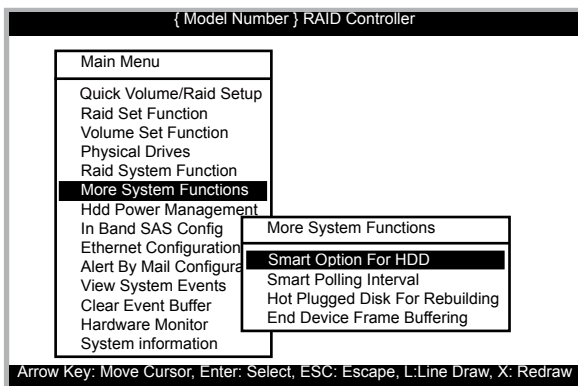 { Model Number } RAID Controller
Main Menu
Quick Volume/Raid Setup
Raid Set Function
Volume Set Function
Physical Drives
Raid System Function
More System Functions
Hdd Power Management
In Band SAS Config
Ethernet Configuration
Alert By Mail Configura
View System Events
Clear Event Buffer
Hardware Monitor
System information
More System Functions
Smart Option For HDD
Smart Polling Interval
Hot Plugged Disk For Rebuilding
End Device Frame Buffering
Arrow Key: Move Cursor, Enter: Select, ESC: Escape, L:Line Draw, X: Redraw